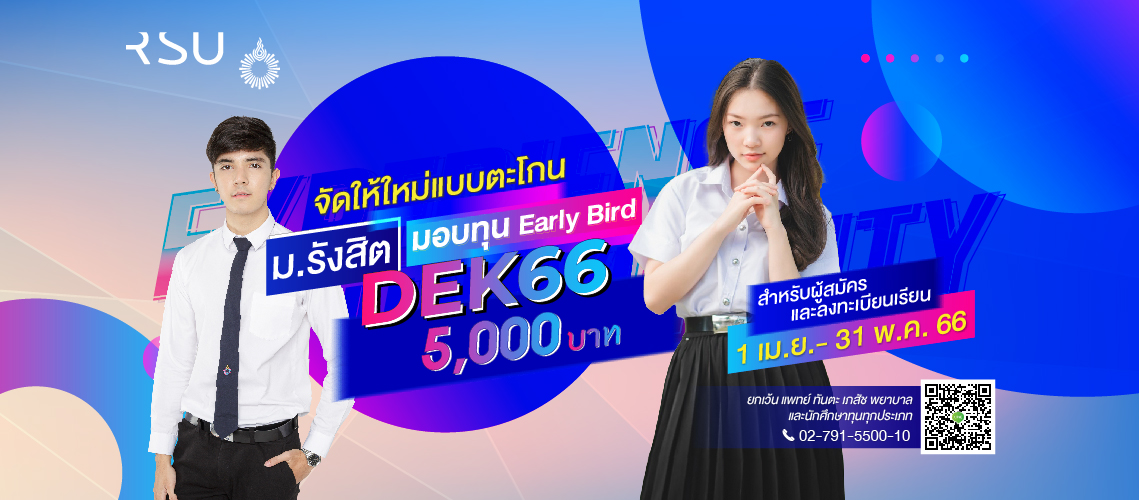 RSU
EXPERIENCE
จัดให้ใหม่แบบตะโกน
ม.รังสิต
มอบทุน Early Bird
DEK66
5,000 บาท
สำหรับผู้สมัคร
และลงทะเบียนเรียน
1 เม.ย.- 31 พ.ค. 66
ยกเว้น แพทย์ ทันตะ เภสัช พยาบาล
และนักศึกษาทุนทุกประเภท
02-791-5500-10